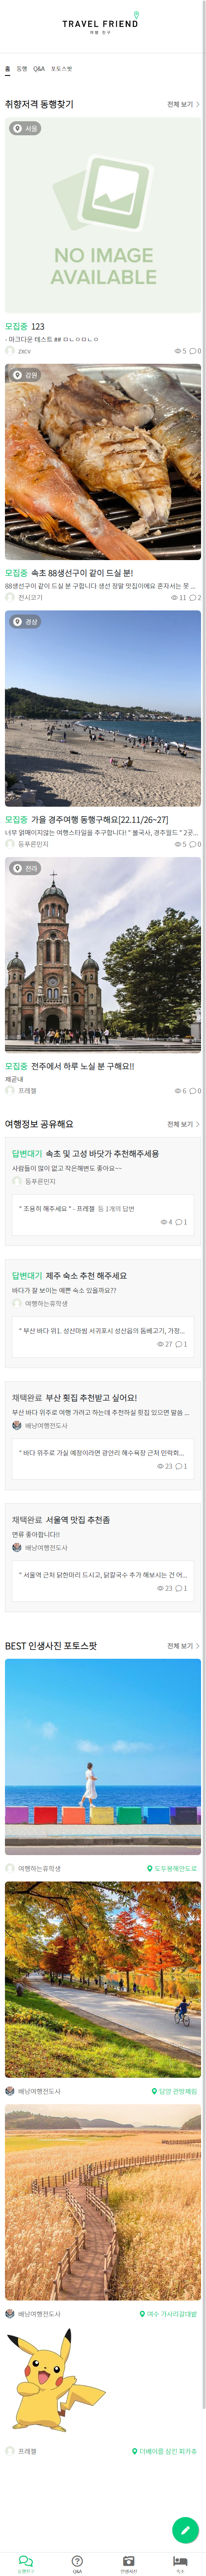 TRAVEL FRIEND
여행 친구
홈 동행 Q&A 포토스팟
취향저격 동행찾기 전체 보기
서울
NO IMAGE
AVAILABLE
모집중 123
- 마크다운 테스트 ## ㅁㄴㅇㅁㄴㅇ
zxcv 5 0
강원
모집중 속초 88생선구이 같이 드실 분!
88생선구이 같이 드실 분 구합니다 생선 정말 맛집이에요 혼자서는 못 ...
전시고기 11 2
경상
모집중 가을 경주여행 동행구해요[22.11/26~27]
너무 얽매이지않는 여행스타일을 추구합니다! * 불국사, 경주월드 * 2곳...
등푸른민지 5 0
전라
모집중 전주에서 하루 노실 분 구해요!!
제곧내
프레젤 6 0
여행정보 공유해요 전체 보기
답변대기 속초 및 고성 바닷가 추천해주세용
사람들이 많이 없고 작은해변도 좋아요~~
등푸른민지
" 조용히 해주세요 " - 프레젤 등 1개의 답변
4 1
답변대기 제주 숙소 추천 해주세요
바다가 잘 보이는 예쁜 숙소 있을까요??
여행하는유학생
" 부산 바다 위1. 성산마씸 서귀포시 성산읍의 돔베고기, 가정...
27 1
채택완료 부산 횟집 추천받고 싶어요!
부산 바다 위주로 여행 가려고 하는데 추천하실 횟집 있으면 말씀 ...
배낭여행전도사
" 바다 위주로 가실 예정이라면 광안리 해수욕장 근처 민락회...
23 1
채택완료 서울역 맛집 추천좀
면류 좋아합니다!!
배낭여행전도사
" 서울역 근처 닭한마리 드시고, 닭칼국수 추가 해보시는 건 어...
23 1
BEST 인생사진 포토스팟 전체 보기
여행하는유학생 도두봉해안도로
배낭여행전도사 담양 관방제림
배낭여행전도사 여수 가사리갈대밭
프레젤 더베이를 삼킨 피카츄
동행찾기 Q&A 인생사진 숙소